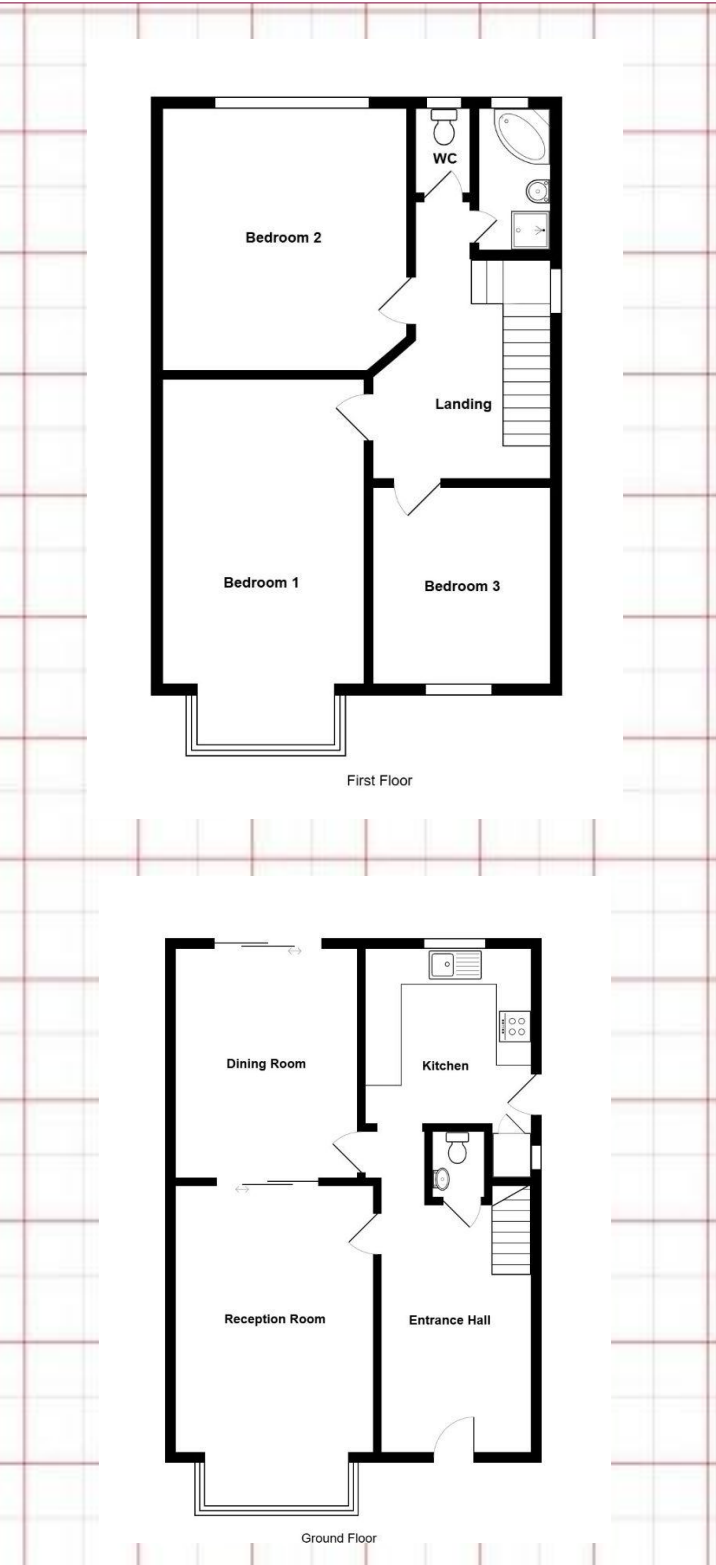 WC
Bedroom 2
Landing
Bedroom 1
Bedroom 3
First Floor
Dining Room
Kitchen
Reception Room
Entrance Hall
Ground Floor